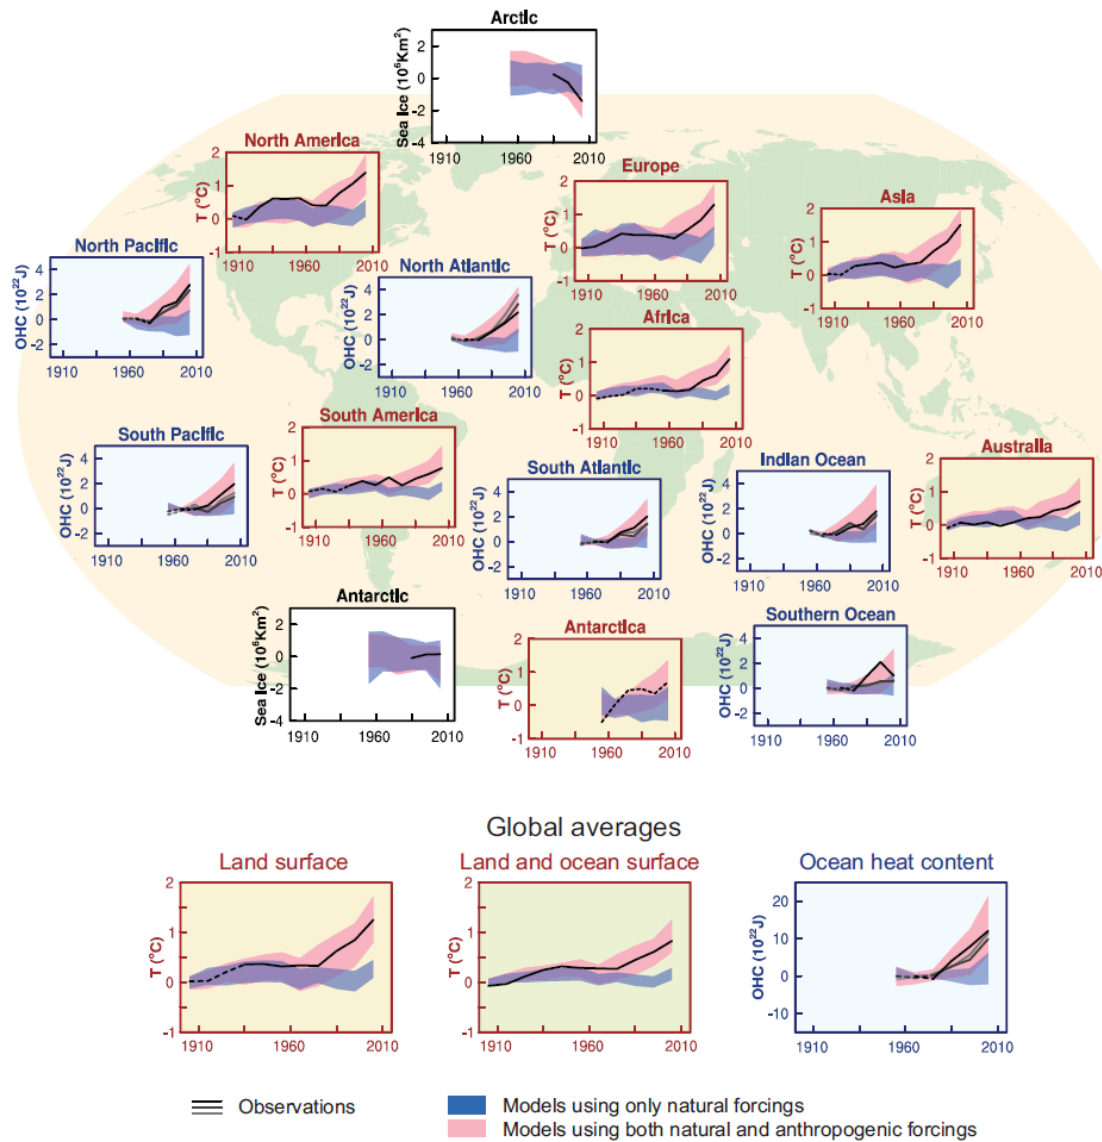 Arctic
Sea Ice (10⁶Km²)
2
0
-2
-4
1910 1960 2010
North America
T (°C)
2
1
0
-1
1910 1960 2010
Europe
T (°C)
2
1
0
-1
1910 1960 2010
Asia
T (°C)
2
1
0
-1
1910 1960 2010
North Pacific
OHC (10²²J)
4
2
0
-2
1910 1960 2010
North Atlantic
OHC (10²²J)
4
2
0
-2
1910 1960 2010
Africa
T (°C)
2
1
0
-1
1910 1960 2010
South America
T (°C)
2
1
0
-1
1910 1960 2010
South Pacific
OHC (10²²J)
4
2
0
-2
1910 1960 2010
South Atlantic
OHC (10²²J)
4
2
0
-2
1910 1960 2010
Indian Ocean
OHC (10²²J)
4
2
0
-2
1910 1960 2010
Australia
T (°C)
2
1
0
-1
1910 1960 2010
Antarctic
Sea Ice (10⁶Km²)
2
0
-2
-4
1910 1960 2010
Antarctica
T (°C)
2
1
0
-1
1910 1960 2010
Southern Ocean
OHC (10²²J)
4
2
0
-2
1910 1960 2010
Global averages
Land surface
T (°C)
2
1
0
-1
1910 1960 2010
Land and ocean surface
T (°C)
2
1
0
-1
1910 1960 2010
Ocean heat content
OHC (10²²J)
20
10
0
-10
1910 1960 2010
Observations
Models using only natural forcings
Models using both natural and anthropogenic forcings